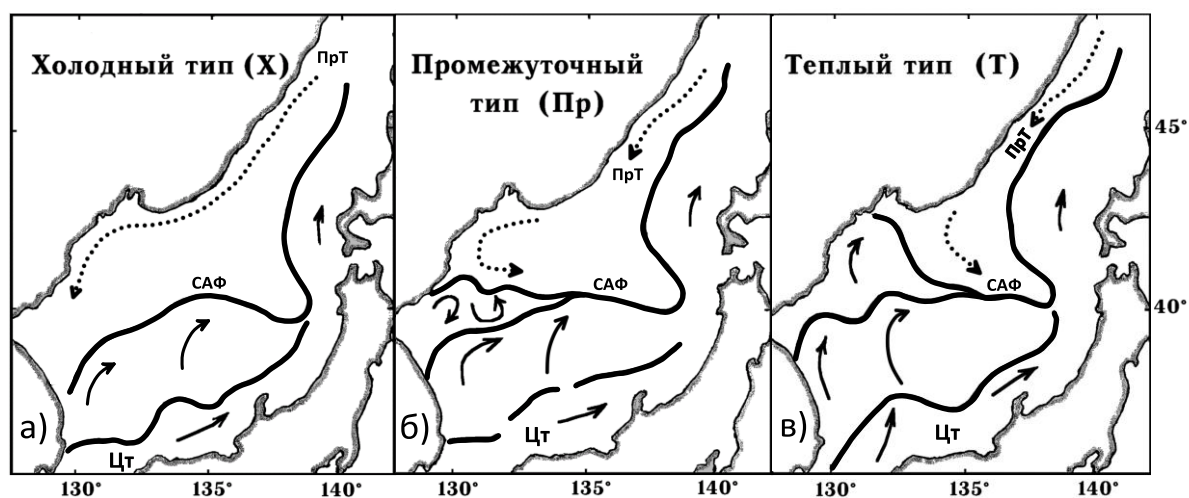 Холодный тип (Х)
ПрТ
САФ
а)
Цт
130° 135° 140°
Промежуточный
тип (Пр)
ПрТ
САФ
б)
Цт
130° 135° 140°
Теплый тип (Т)
ПрТ
САФ
в)
Цт
130° 135° 140°
45°
40°